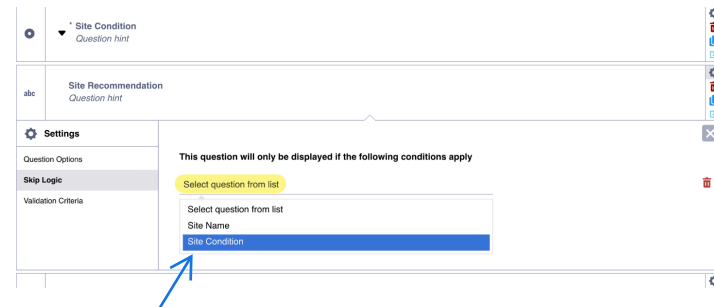 * Site Condition
Question hint
abc
Site Recommendation
Question hint
Settings
Question Options
Skip Logic
Validation Criteria
This question will only be displayed if the following conditions apply
Select question from list
Select question from list
Site Name
Site Condition